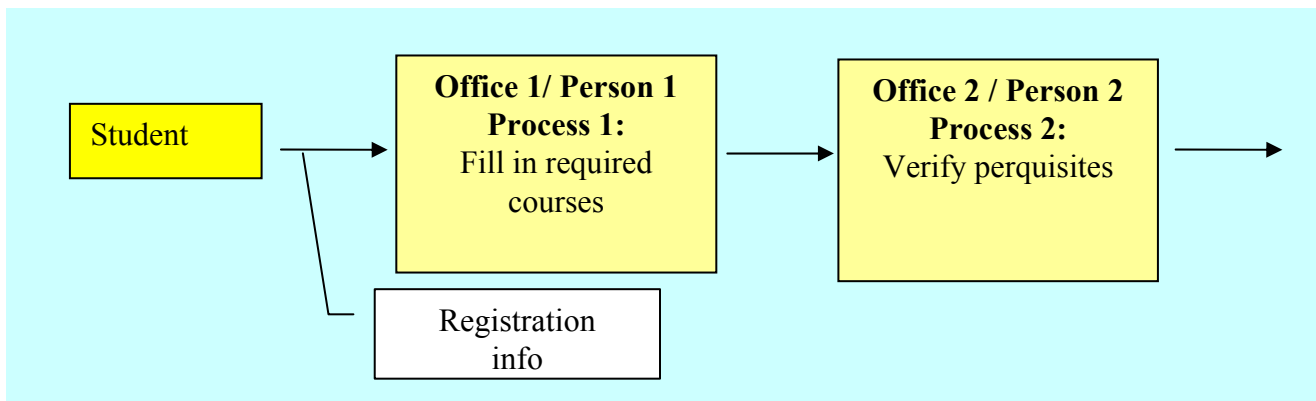 Student
Office 1/ Person 1
Process 1:
Fill in required
courses
Office 2 / Person 2
Process 2:
Verify perquisites
Registration
info